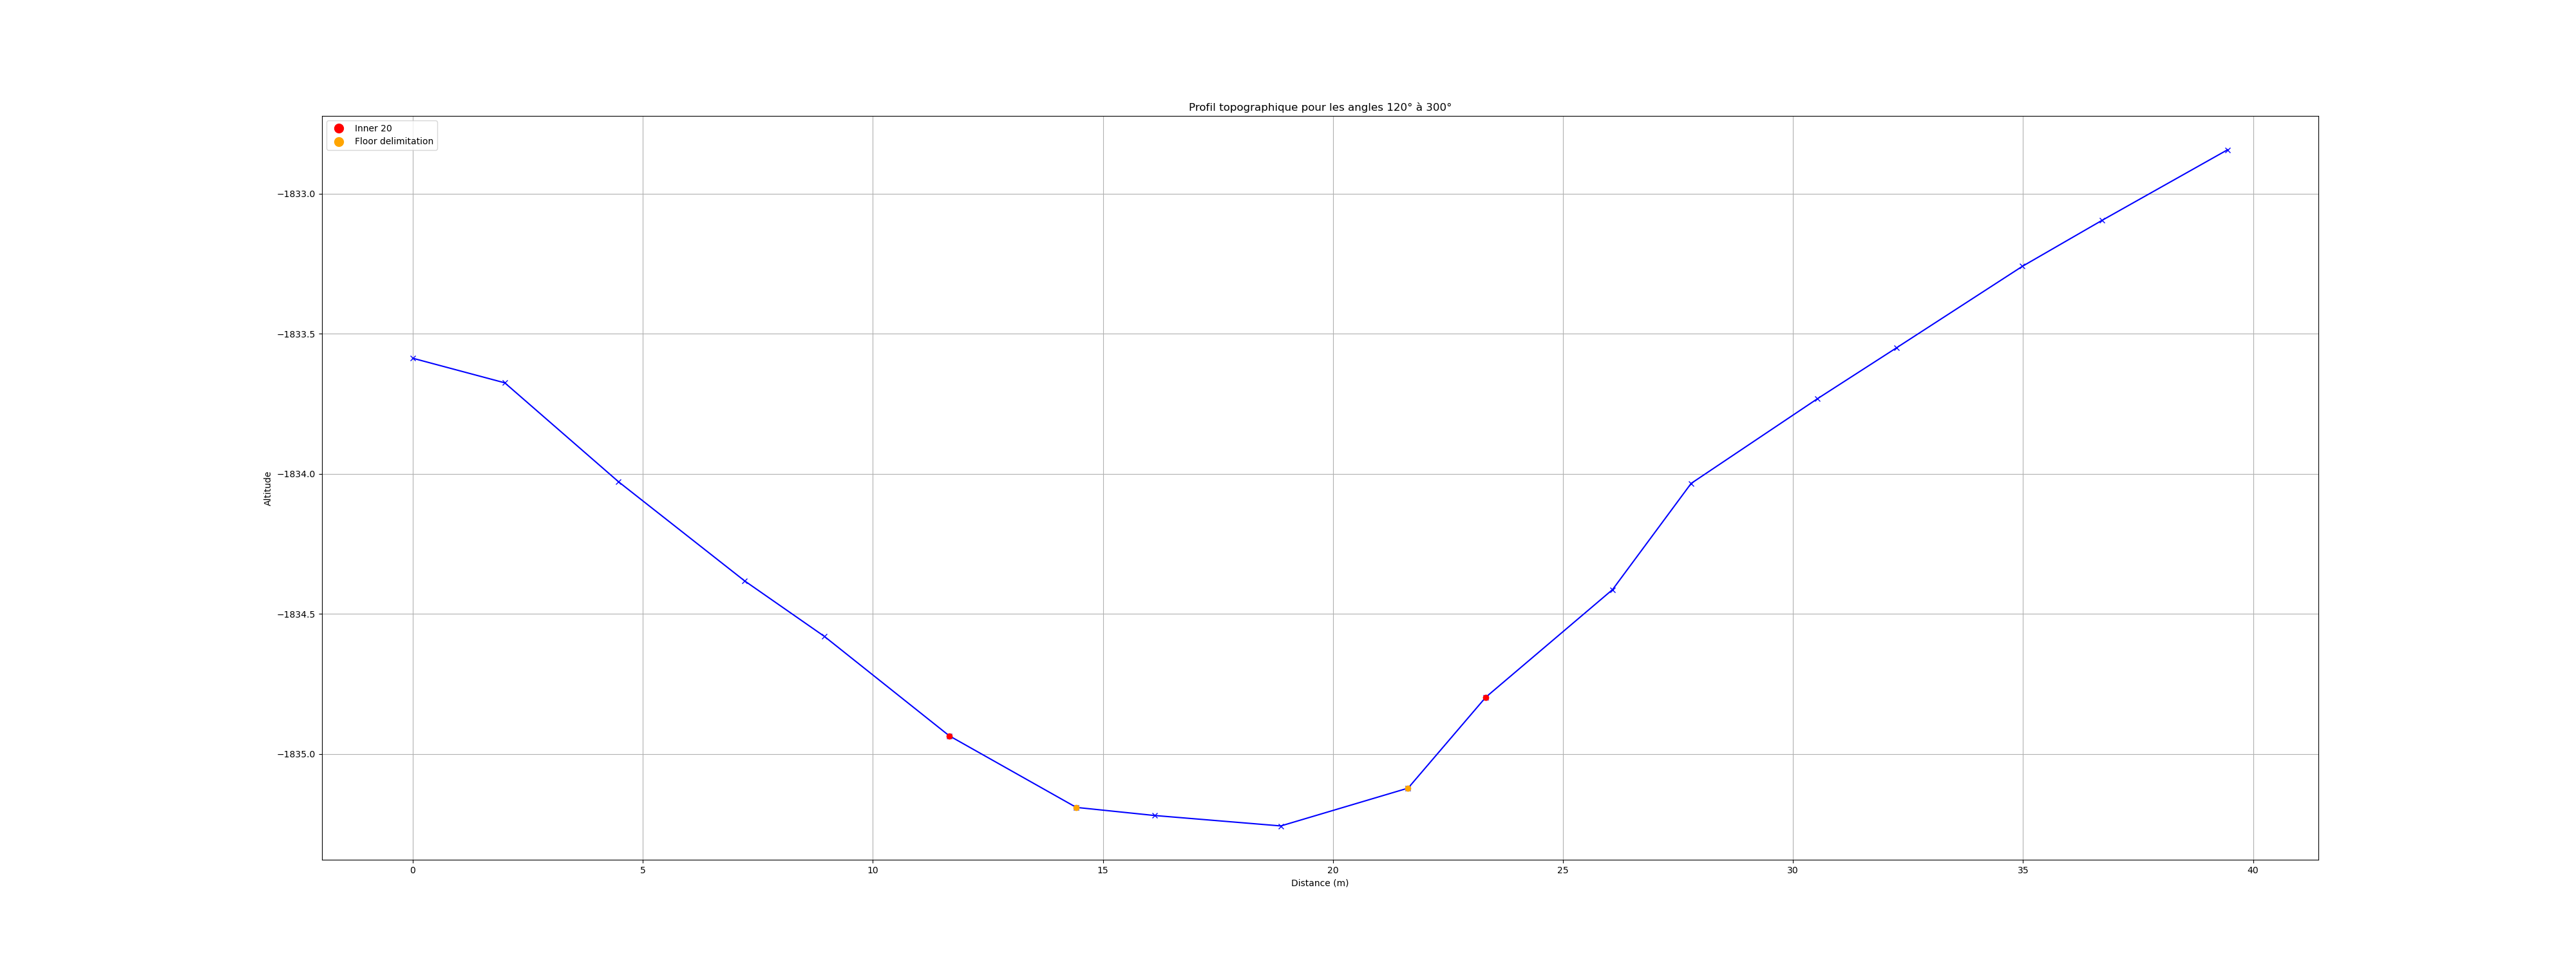 Profil topographique pour les angles 120° à 300°
Inner 20
Floor delimitation
−1833.0
−1833.5
−1834.0
−1834.5
−1835.0
Altitude
0 5 10 15 20 25 30 35 40
Distance (m)